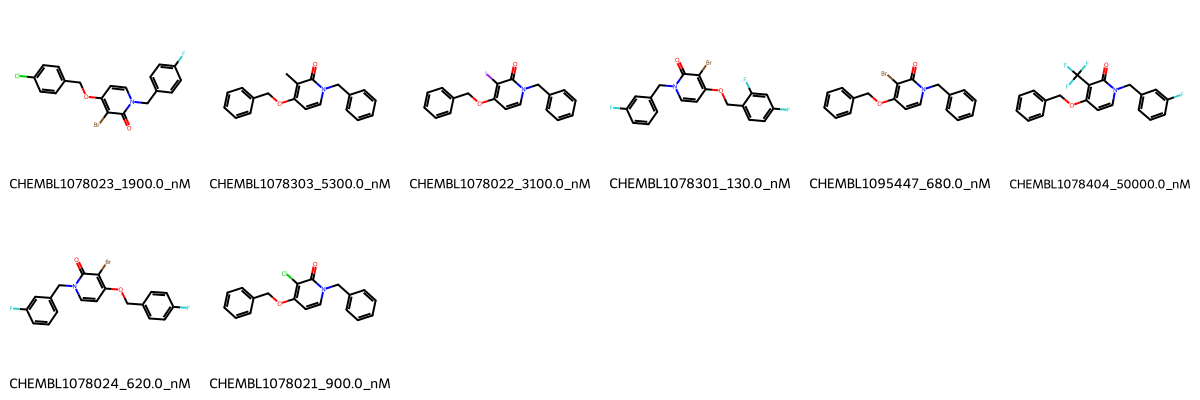 CHEMBL1078023_1900.0_nM
CHEMBL1078303_5300.0_nM
CHEMBL1078022_3100.0_nM
CHEMBL1078301_130.0_nM
CHEMBL1095447_680.0_nM
CHEMBL1078404_50000.0_nM
CHEMBL1078024_620.0_nM
CHEMBL1078021_900.0_nM